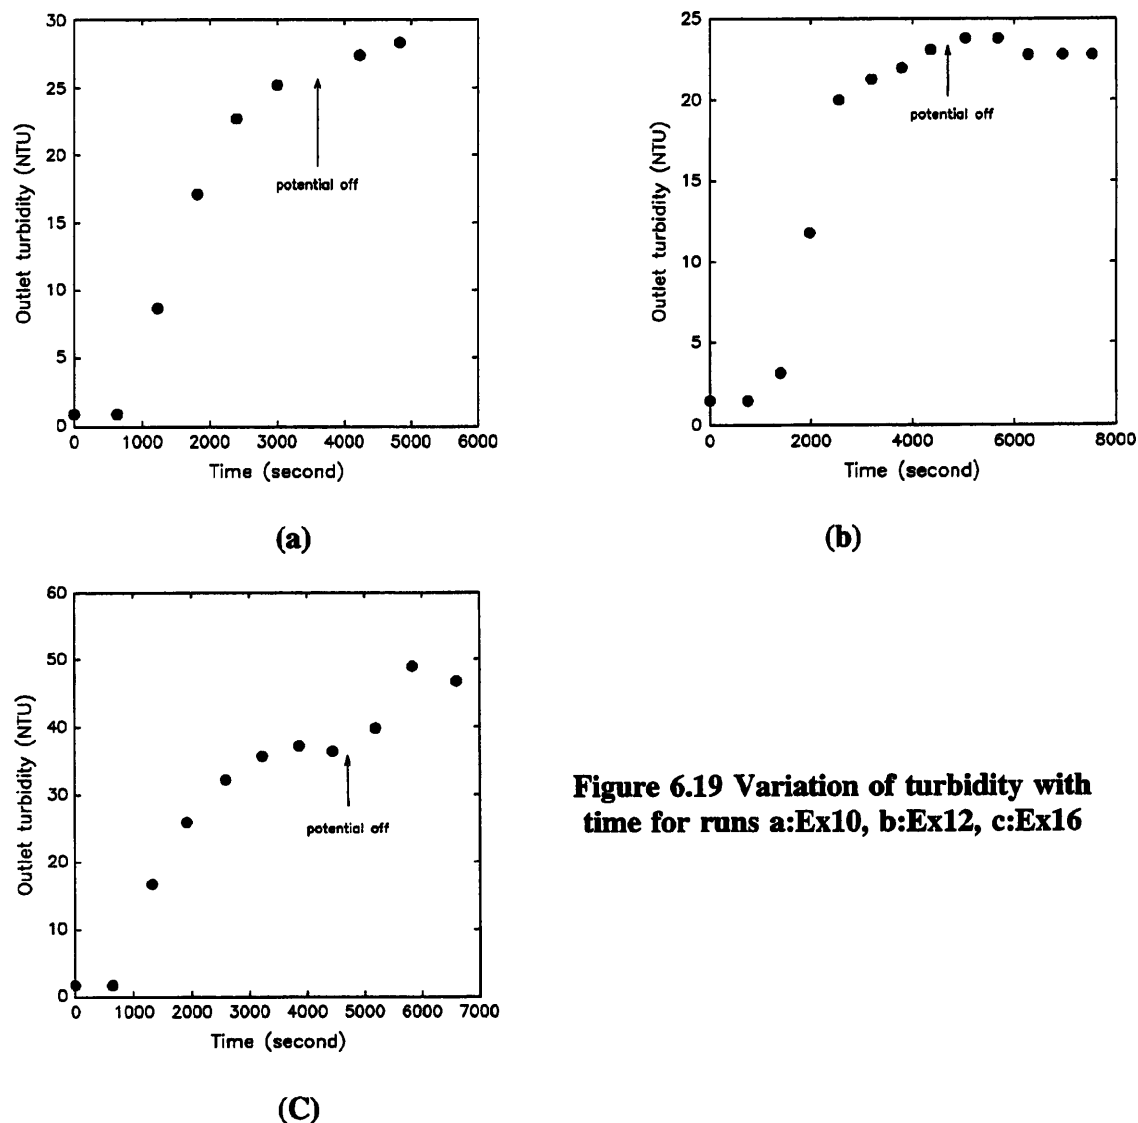 30
25
20
15
10
5
0
Outlet turbidity (NTU)
potential off
0 1000 2000 3000 4000 5000 6000
Time (second)
(a)
25
20
15
10
5
0
Outlet turbidity (NTU)
potential off
0 2000 4000 6000 8000
Time (second)
(b)
60
50
40
30
20
10
0
Outlet turbidity (NTU)
potential off
0 1000 2000 3000 4000 5000 6000 7000
Time (second)
(C)
Figure 6.19 Variation of turbidity with
time for runs a:Ex10, b:Ex12, c:Ex16